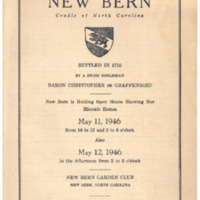 NEW BERN
Cradle of North Carolina
SETTLED IN 1710
BY A SWISS NOBLEMAN
BARON CHRISTOPHER DE GRAFFENRIED
New Bern is Holding Open House Showing Her
Historic Homes
May 11, 1946
from 10 to 12 and 2 to 6 o'clock
Also
May 12, 1946
in the Afternoon from 2 to 6 o'clock
NEW BERN GARDEN CLUB
NEW BERN, NORTH CAROLINA